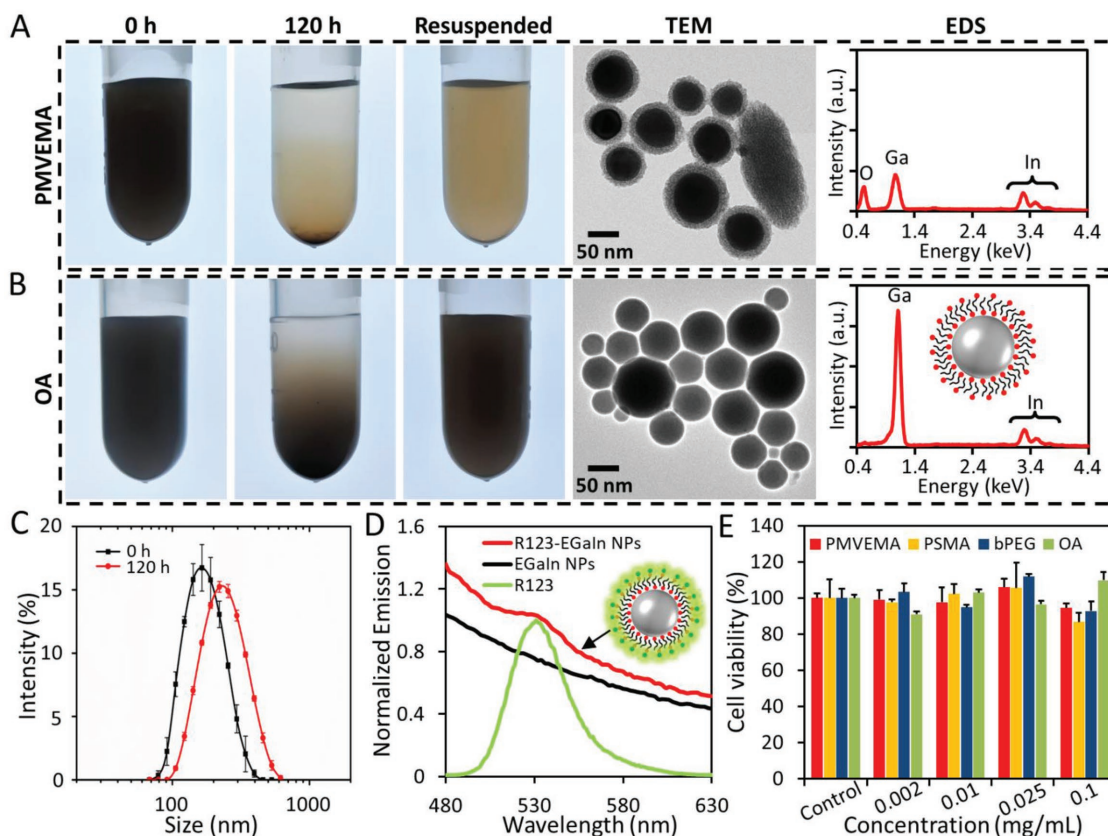 A 0 h 120 h Resuspended TEM EDS
PMVEMA
50 nm
Intensity (a.u.)
O Ga In
0.4 1.4 2.4 3.4 4.4
Energy (keV)
B
OA
50 nm
Intensity (a.u.)
Ga
In
0.4 1.4 2.4 3.4 4.4
Energy (keV)
C
Intensity (%)
20
15
10
5
0
0 h
120 h
100 1000
Size (nm)
D
Normalized Emission
1.6
1.2
0.8
0.4
0
R123-EGaIn NPs
EGaIn NPs
R123
480 530 580 630
Wavelength (nm)
E
Cell viability (%)
140
120
100
80
60
40
20
0
PMVEMA PSMA bPEG OA
Control 0.002 0.01 0.025 0.1
Concentration (mg/mL)